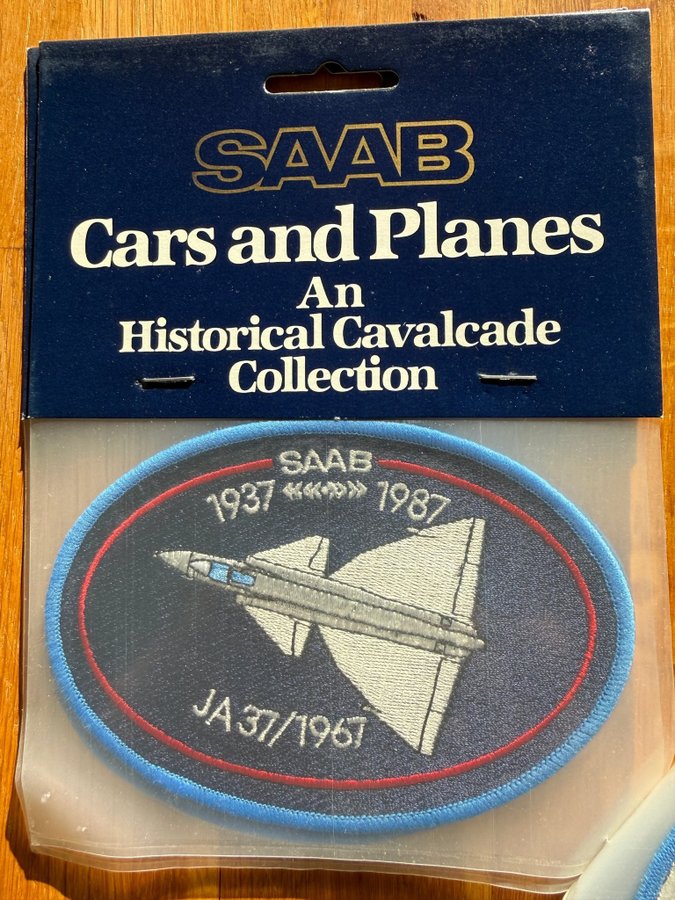 SAAB
Cars and Planes
An
Historical Cavalcade
Collection
SAAB
1937 «««·»»» 1987
JA 37/1967